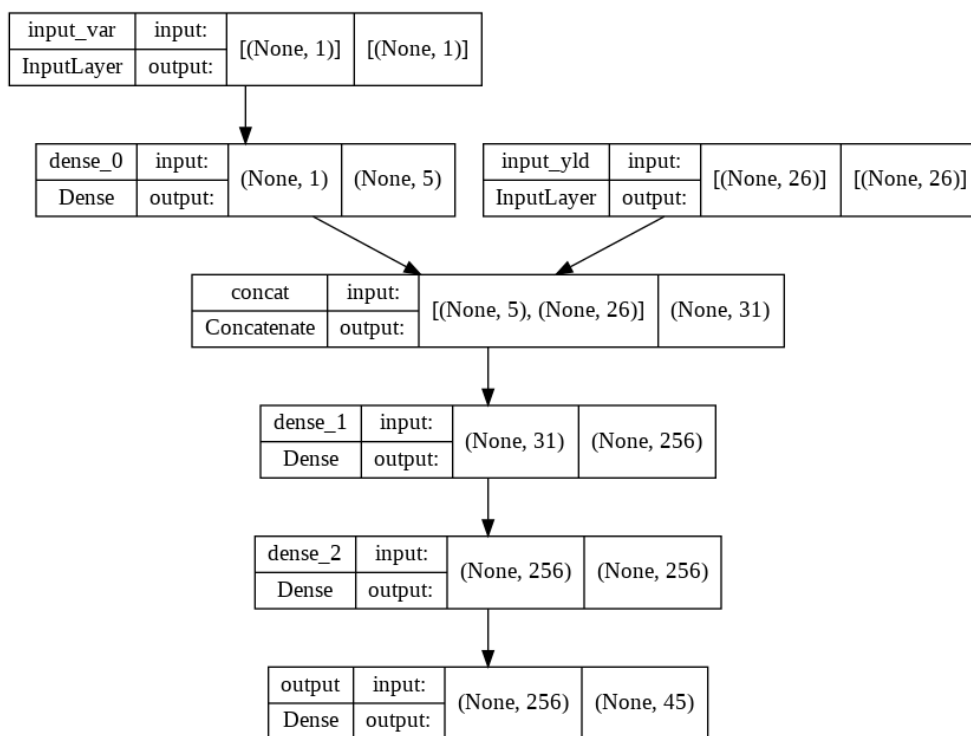 input_var input: [(None, 1)] [(None, 1)]
InputLayer output:
dense_0 input: (None, 1) (None, 5)
Dense output:
input_yld input: [(None, 26)] [(None, 26)]
InputLayer output:
concat input: [(None, 5), (None, 26)] (None, 31)
Concatenate output:
dense_1 input: (None, 31) (None, 256)
Dense output:
dense_2 input: (None, 256) (None, 256)
Dense output:
output input: (None, 256) (None, 45)
Dense output: